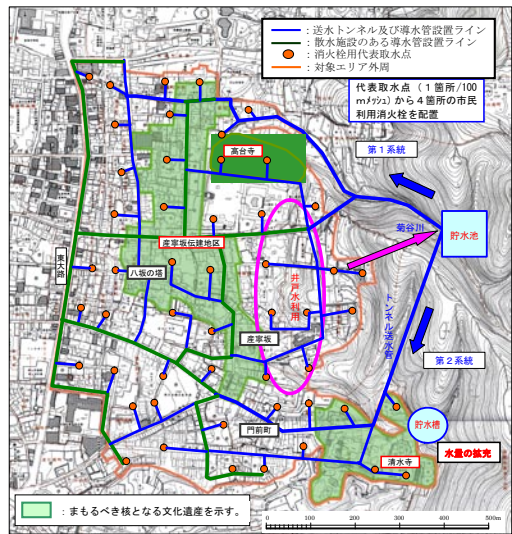 : 送水トンネル及び導水管設置ライン
: 散水施設のある導水管設置ライン
: 消火栓用代表取水点
: 対象エリア外周
代表取水点 (1箇所/100
mメッシュ) から4箇所の市民
利用消火栓を配置
第1系統
高台寺
菊谷川
貯水池
産寧坂伝建地区
東大路
八坂の塔
井戸水利用
トンネル送水管
産寧坂
第2系統
門前町
貯水槽
水量の拡充
清水寺
: まもるべき核となる文化遺産を示す。
0 100 200 300 400 500m